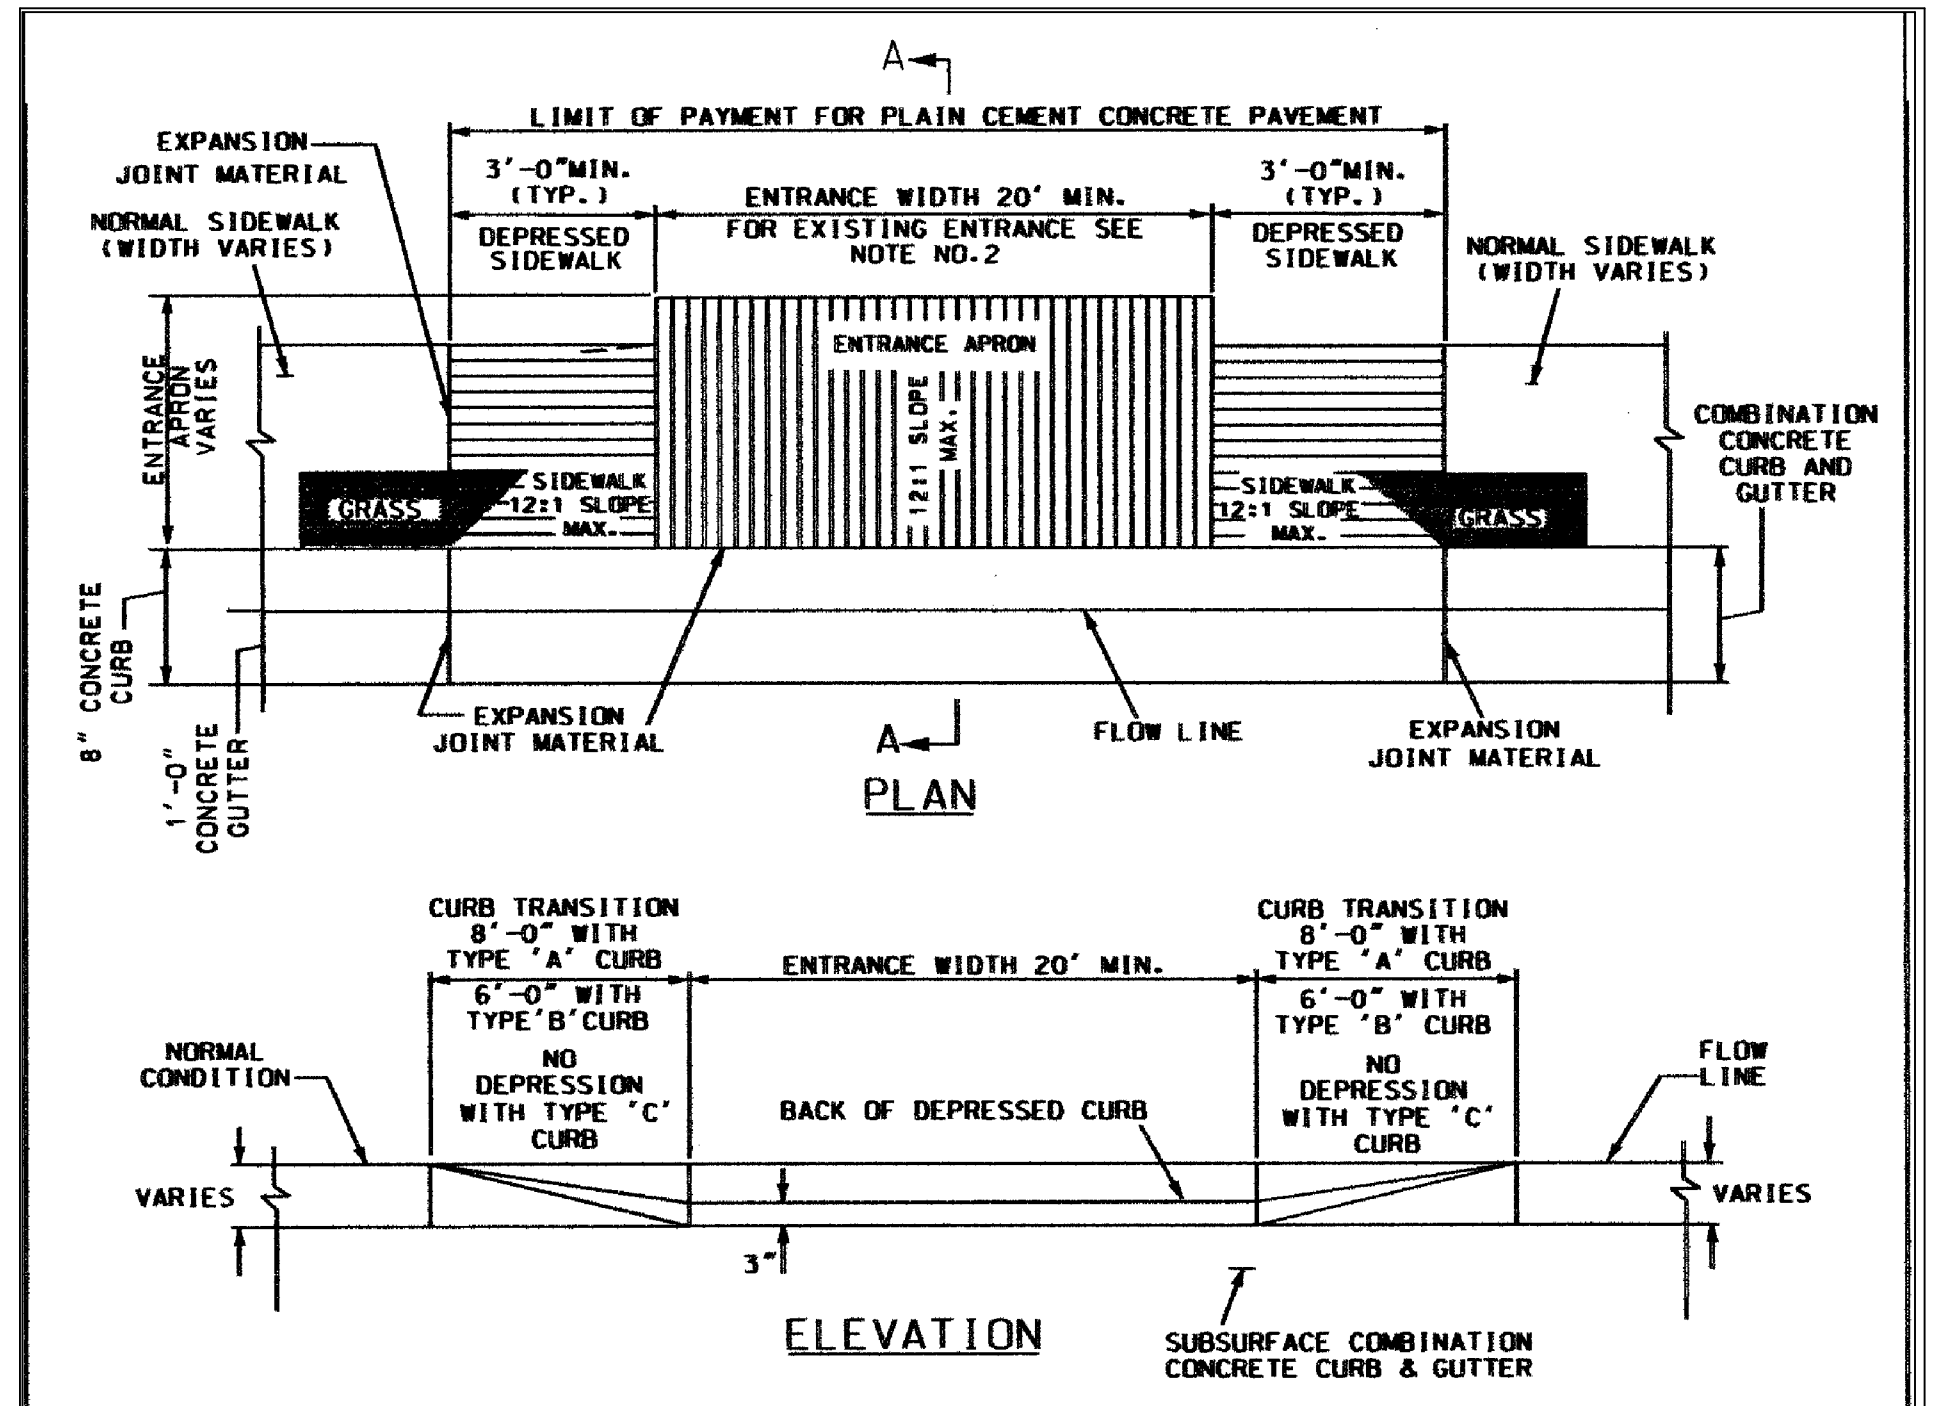 A
LIMIT OF PAYMENT FOR PLAIN CEMENT CONCRETE PAVEMENT
EXPANSION
JOINT MATERIAL
3'-0"MIN.
(TYP.)
ENTRANCE WIDTH 20' MIN.
FOR EXISTING ENTRANCE SEE
NOTE NO.2
3'-0"MIN.
(TYP.)
NORMAL SIDEWALK
(WIDTH VARIES)
DEPRESSED
SIDEWALK
DEPRESSED
SIDEWALK
NORMAL SIDEWALK
(WIDTH VARIES)
ENTRANCE
APRON
VARIES
ENTRANCE APRON
12:1 SLOPE
MAX.
COMBINATION
CONCRETE
CURB AND
GUTTER
GRASS
SIDEWALK
12:1 SLOPE
MAX.
SIDEWALK
12:1 SLOPE
MAX.
GRASS
8" CONCRETE
CURB
1'-0"
CONCRETE
GUTTER
EXPANSION
JOINT MATERIAL
A
FLOW LINE
EXPANSION
JOINT MATERIAL
PLAN
CURB TRANSITION
8'-0" WITH
TYPE 'A' CURB
6'-0" WITH
TYPE'B'CURB
NO
DEPRESSION
WITH TYPE 'C'
CURB
ENTRANCE WIDTH 20' MIN.
CURB TRANSITION
8'-0" WITH
TYPE 'A' CURB
6'-0" WITH
TYPE 'B' CURB
NO
DEPRESSION
WITH TYPE 'C'
CURB
NORMAL
CONDITION
BACK OF DEPRESSED CURB
FLOW
LINE
VARIES
VARIES
3"
ELEVATION
SUBSURFACE COMBINATION
CONCRETE CURB & GUTTER